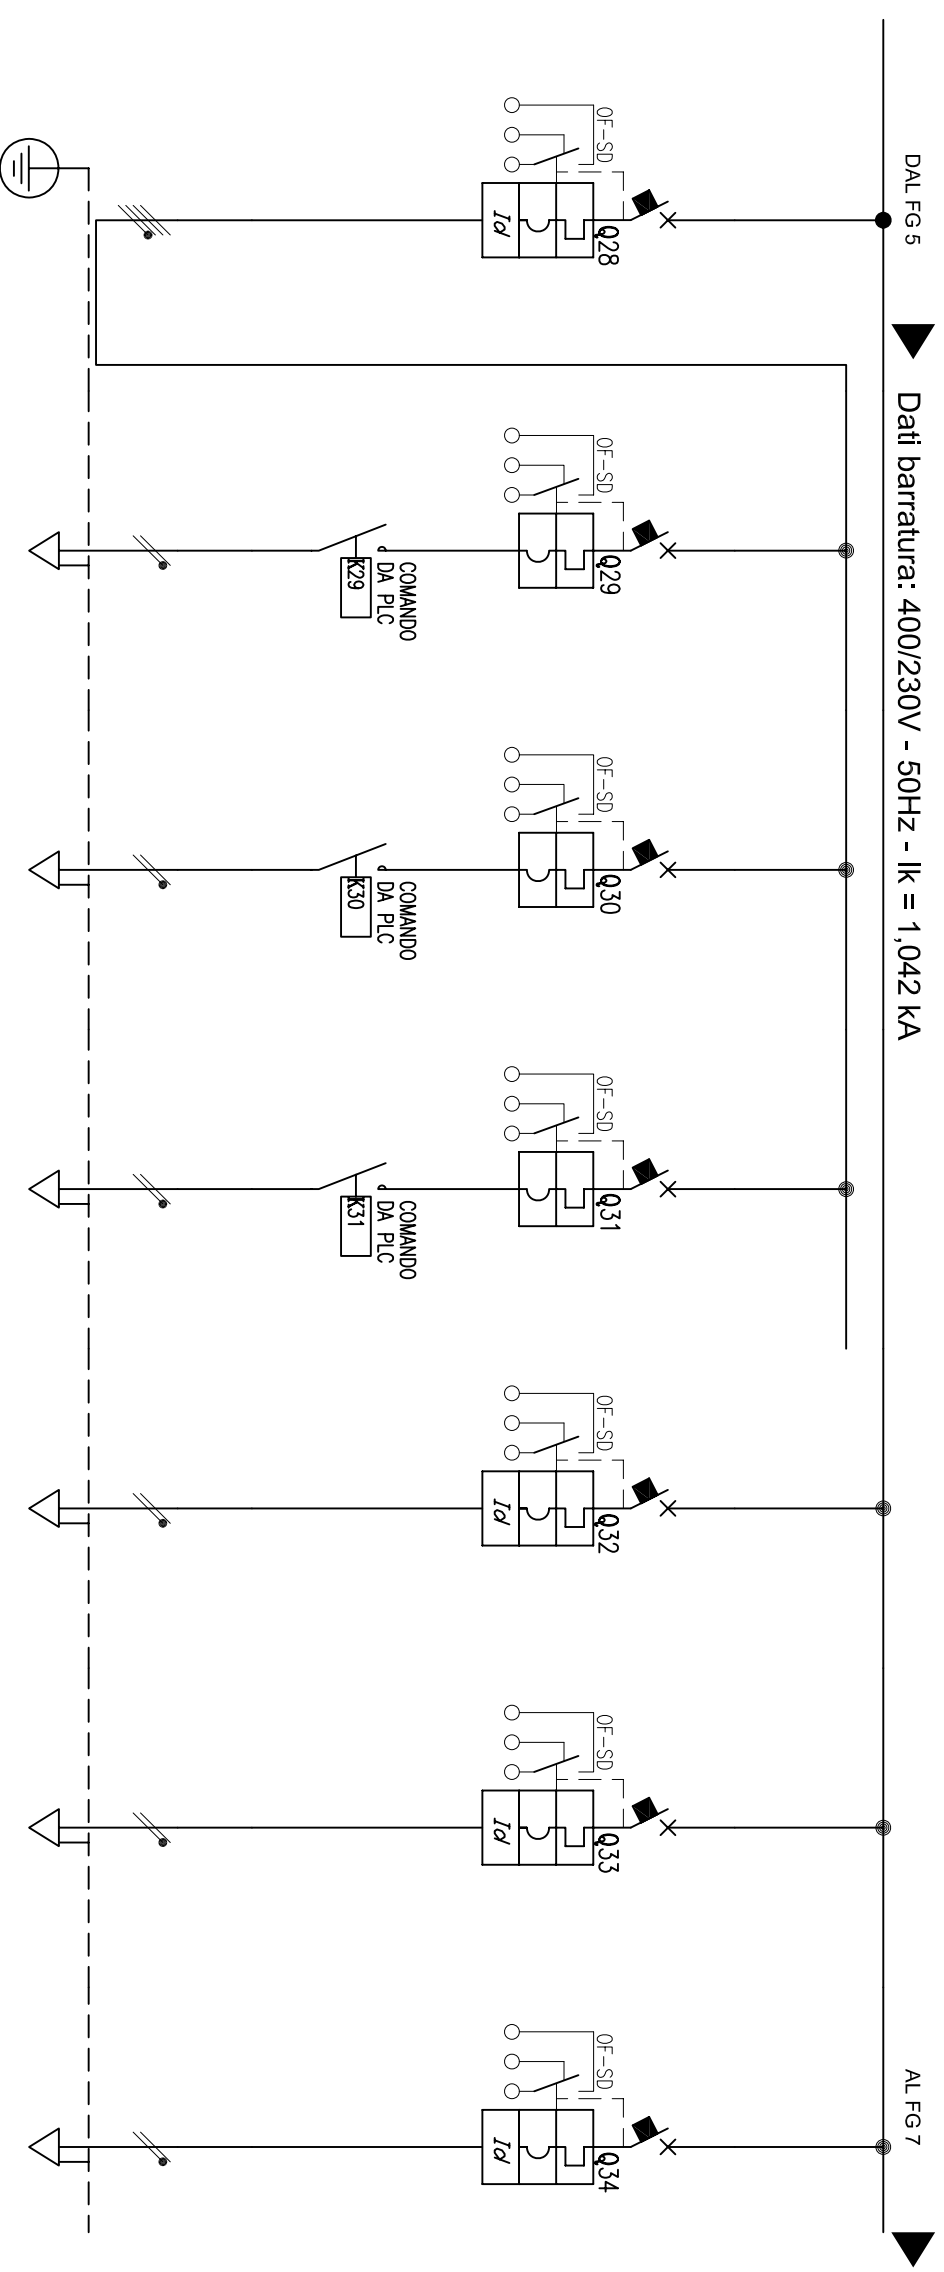 DAL FG 5
Dati barratura: 400/230V - 50Hz - Ik = 1,042 kA
AL FG 7
OF-SD
Q28
Id
OF-SD
Q29
COMANDO
DA PLC
K29
OF-SD
Q30
COMANDO
DA PLC
K30
OF-SD
Q31
COMANDO
DA PLC
K31
OF-SD
Q32
Id
OF-SD
Q33
Id
OF-SD
Q34
Id